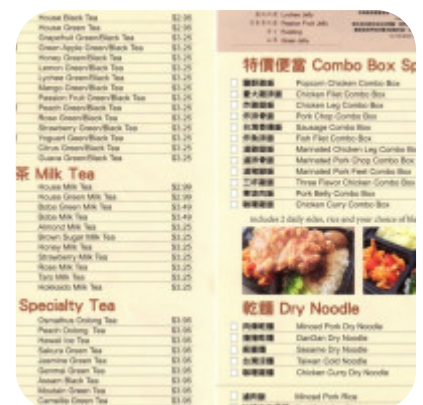 House Black Tea $2.95
House Green Tea $2.95
Grapefruit Green/Black Tea $3.25
Green Apple Green/Black Tea $3.25
Honey Green/Black Tea $3.25
Lemon Green/Black Tea $3.25
Lychee Green/Black Tea $3.25
Mango Green/Black Tea $3.25
Passion Fruit Green/Black Tea $3.25
Peach Green/Black Tea $3.25
Rose Green/Black Tea $3.25
Strawberry Green/Black Tea $3.25
Yogurt Green/Black Tea $3.25
Citrus Green/Black Tea $3.25
Guava Green/Black Tea $3.25
茶 Milk Tea
House Milk Tea $2.99
House Green Milk Tea $2.99
Boba Green Milk Tea $3.49
Boba Milk Tea $3.49
Almond Milk Tea $3.25
Brown Sugar Milk Tea $3.25
Honey Milk Tea $3.25
Strawberry Milk Tea $3.25
Rose Milk Tea $3.25
Taro Milk Tea $3.25
Hokkaido Milk Tea $3.25
Specialty Tea
Osmanthus Oolong Tea $3.95
Peach Oolong Tea $3.95
Hawaii Ice Tea $3.95
Sakura Green Tea $3.95
Jasmine Green Tea $3.95
Genmai Green Tea $3.95
Assam Black Tea $3.95
Mountain Green Tea $3.95
Camellia Green Tea $3.95
Lychee Jelly
Passion Fruit Jelly
Pudding
Grass Jelly
特價便當 Combo Box Sp
Popcorn Chicken Combo Box
Chicken Filet Combo Box
Chicken Leg Combo Box
Pork Chop Combo Box
Sausage Combo Box
Fish Filet Combo Box
Marinated Chicken Leg Combo Bo
Marinated Pork Chop Combo Box
Marinated Pork Feet Combo Box
Three Flavor Chicken Combo Box
Pork Belly Combo Box
Chicken Curry Combo Box
includes 2 daily sides, rice and your choice of bla
乾麵 Dry Noodle
Minced Pork Dry Noodle
DanDan Dry Noodle
Sesame Dry Noodle
Taiwan Cold Noodle
Chicken Curry Dry Noodle
Minced Pork Rice